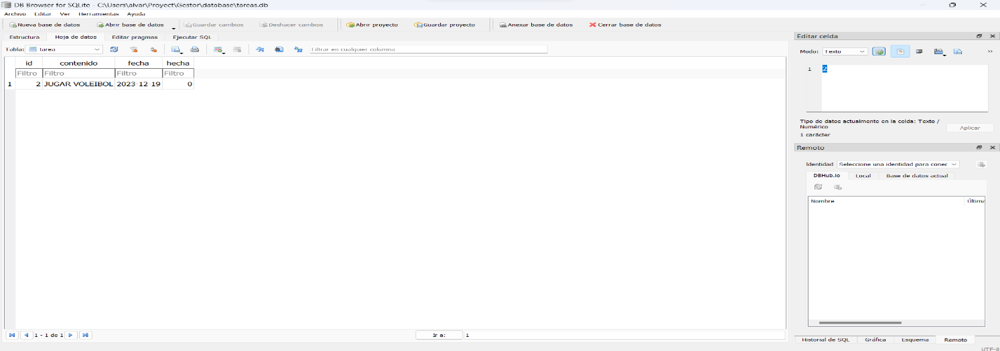 DB Browser for SQLite - C:\Users\alvar\Proyect\Gestor\database\tareas.db
Archivo Editar Ver Herramientas Ayuda
Nueva base de datos Abrir base de datos Guardar cambios Deshacer cambios Abrir proyecto Guardar proyecto Anexar base de datos Cerrar base de datos
Estructura Hoja de datos Editar pragmas Ejecutar SQL
Tabla: tarea Filtrar en cualquier columna
id contenido fecha hecha
Filtro Filtro Filtro Filtro
1 2 JUGAR VOLEIBOL 2023-12-19 0
1 - 1 de 1 Ir a: 1
Editar celda
Modo: Texto
1 2
Tipo de datos actualmente en la celda: Texto /
Numérico
1 carácter
Aplicar
Remoto
Identidad Seleccione una identidad para conec
DBHub.io Local Base de datos actual
Nombre Última
Historial de SQL Gráfica Esquema Remoto
UTF-8